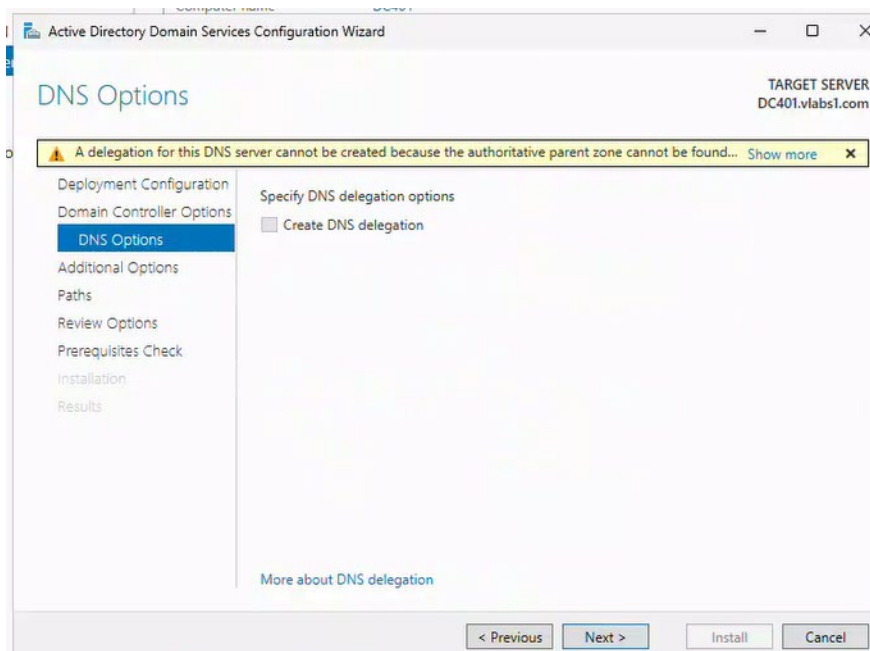 Computer name DC401
Active Directory Domain Services Configuration Wizard
DNS Options
TARGET SERVER
DC401.vlabs1.com
A delegation for this DNS server cannot be created because the authoritative parent zone cannot be found... Show more
Deployment Configuration
Domain Controller Options
DNS Options
Additional Options
Paths
Review Options
Prerequisites Check
Installation
Results
Specify DNS delegation options
Create DNS delegation
More about DNS delegation
< Previous
Next >
Install
Cancel